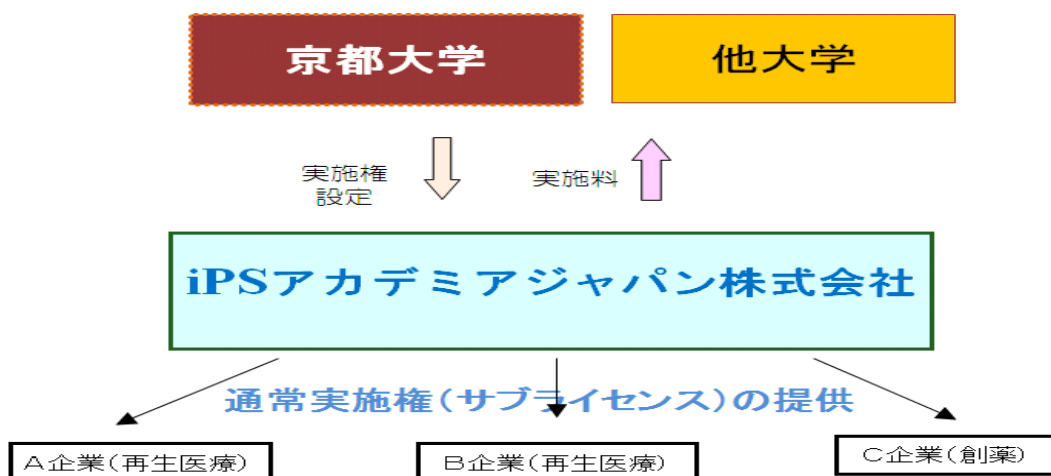 京都大学
他大学
実施権
設定
実施料
iPSアカデミアジャパン株式会社
通常実施権(サブライセンス)の提供
A企業(再生医療)
B企業(再生医療)
C企業(創薬)